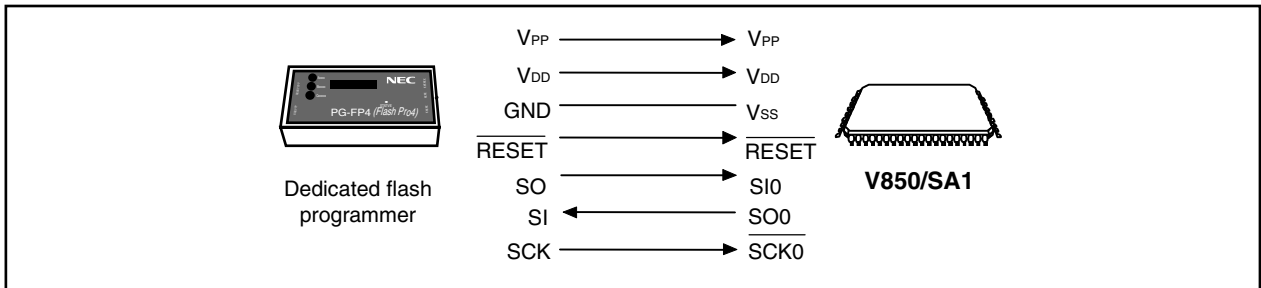 VPP VPP
VDD VDD
GND VSS
RESET RESET
SO SI0
SI SO0
SCK SCK0
NEC
PG-FP4 (Flash Pro4)
Dedicated flash
programmer
V850/SA1